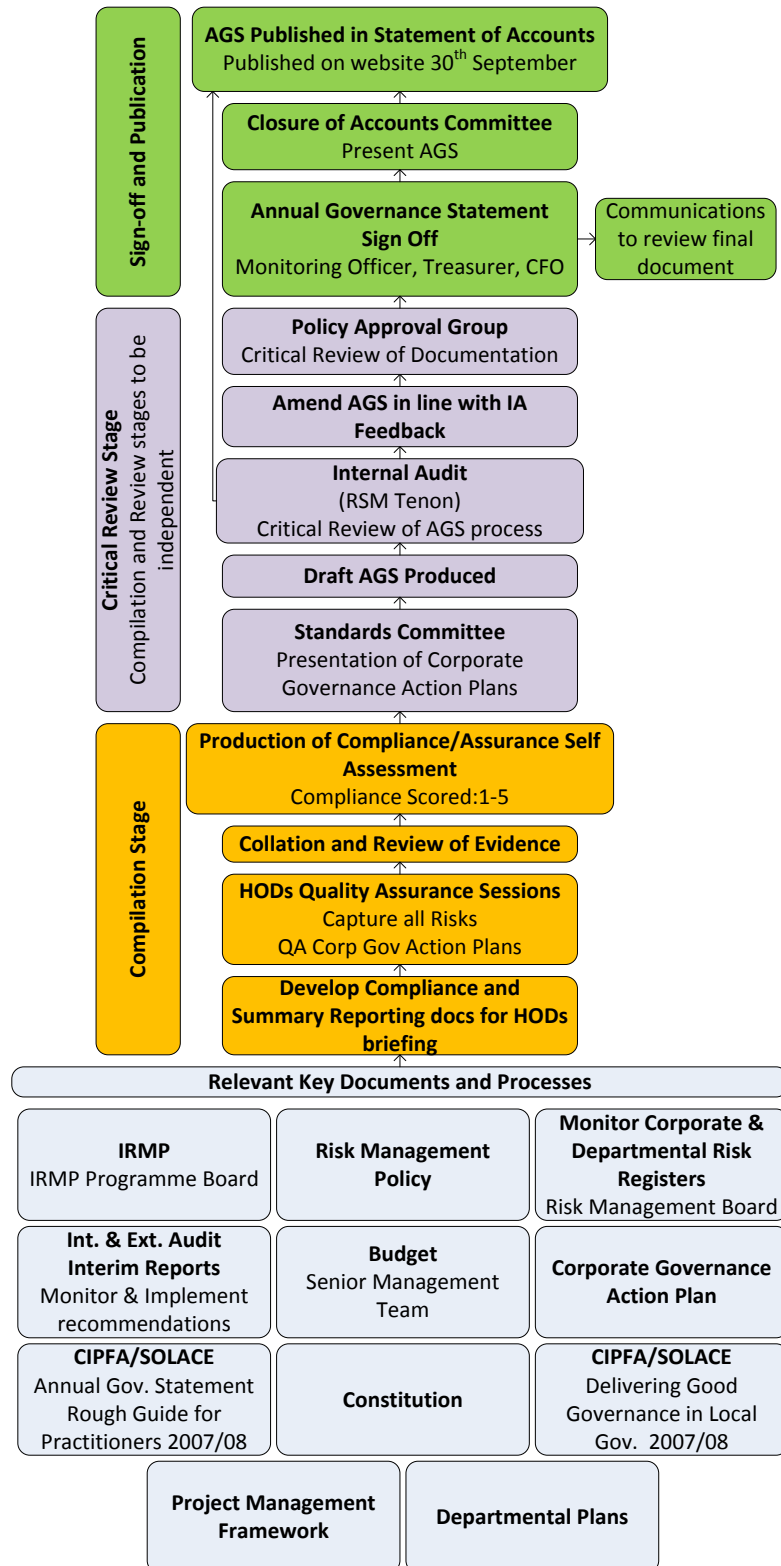 Sign-off and Publication
AGS Published in Statement of Accounts
Published on website 30th September
Closure of Accounts Committee
Present AGS
Annual Governance Statement
Sign Off
Monitoring Officer, Treasurer, CFO
Communications
to review final
document
Critical Review Stage
Compilation and Review stages to be
independent
Policy Approval Group
Critical Review of Documentation
Amend AGS in line with IA
Feedback
Internal Audit
(RSM Tenon)
Critical Review of AGS process
Draft AGS Produced
Standards Committee
Presentation of Corporate
Governance Action Plans
Compilation Stage
Production of Compliance/Assurance Self
Assessment
Compliance Scored:1-5
Collation and Review of Evidence
HODs Quality Assurance Sessions
Capture all Risks
QA Corp Gov Action Plans
Develop Compliance and
Summary Reporting docs for HODs
briefing
Relevant Key Documents and Processes
IRMP
IRMP Programme Board
Risk Management
Policy
Monitor Corporate &
Departmental Risk
Registers
Risk Management Board
Int. & Ext. Audit
Interim Reports
Monitor & Implement
recommendations
Budget
Senior Management
Team
Corporate Governance
Action Plan
CIPFA/SOLACE
Annual Gov. Statement
Rough Guide for
Practitioners 2007/08
Constitution
CIPFA/SOLACE
Delivering Good
Governance in Local
Gov. 2007/08
Project Management
Framework
Departmental Plans